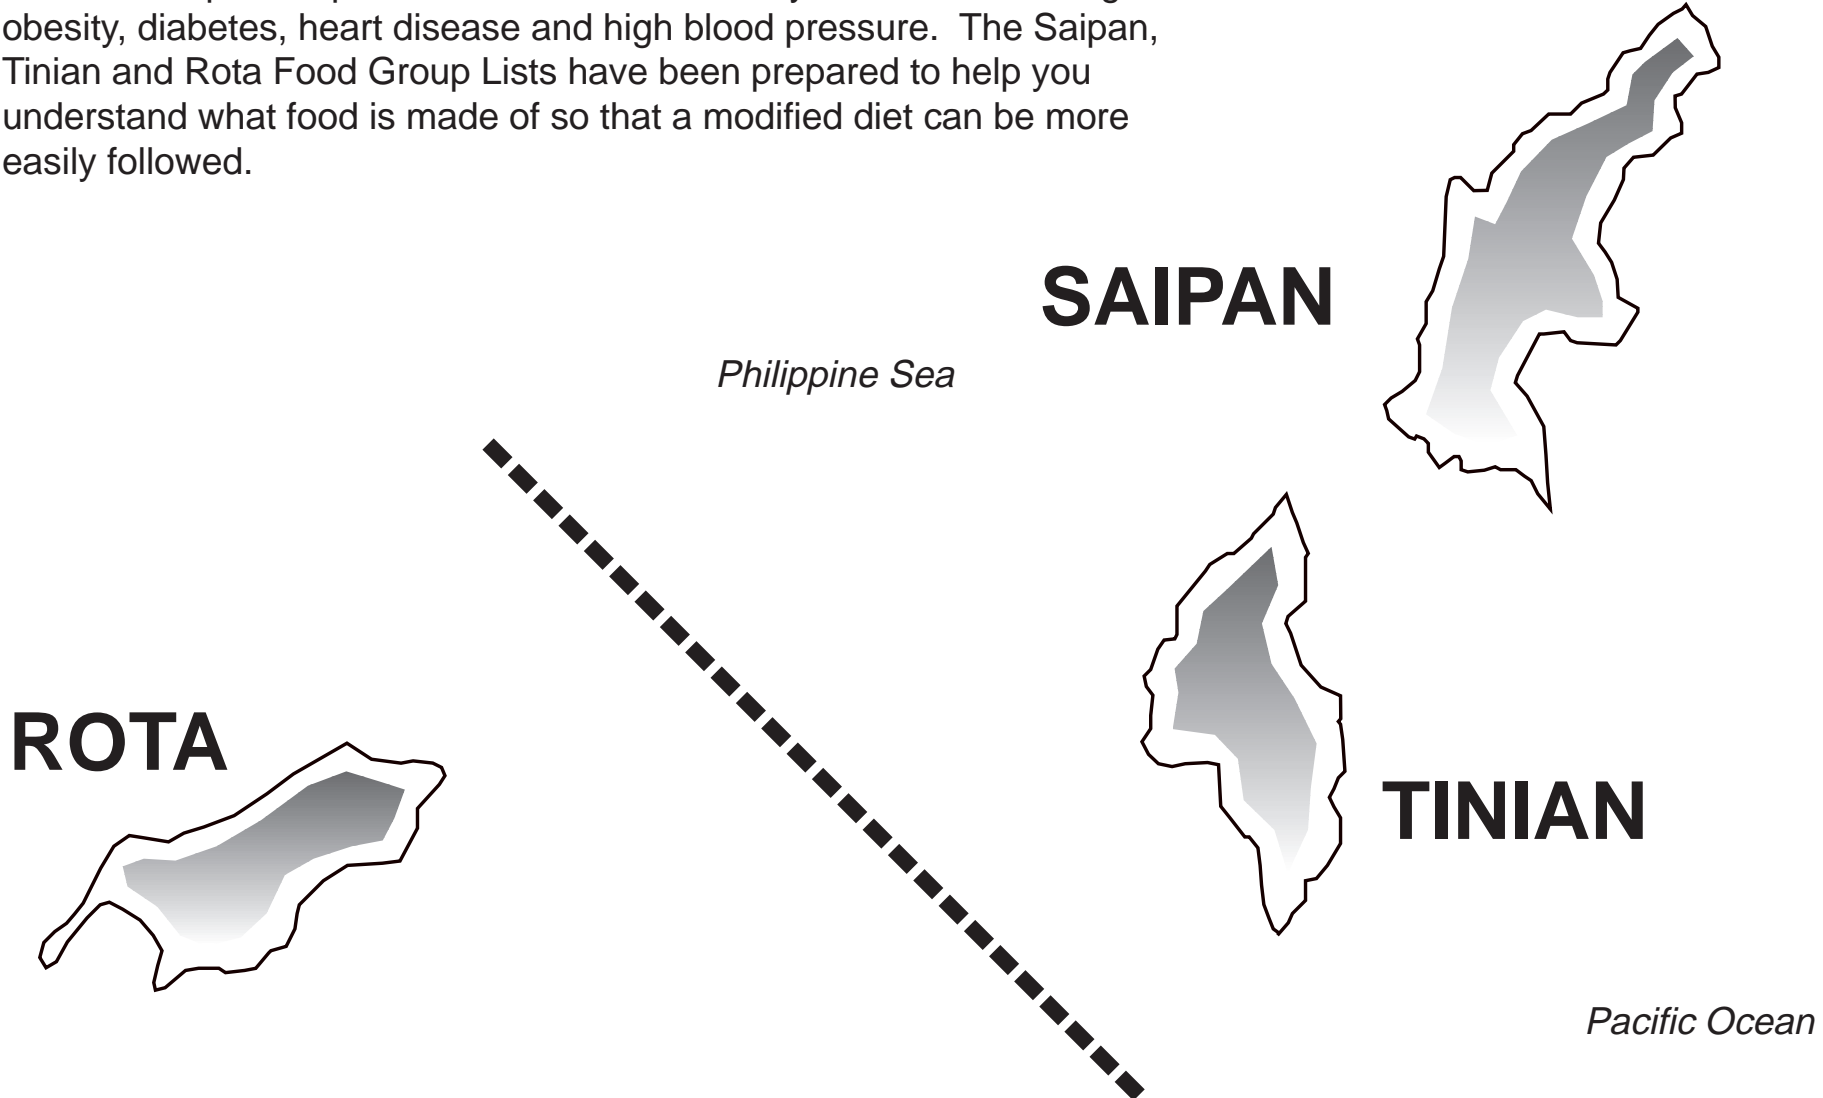 obesity, diabetes, heart disease and high blood pressure.  The Saipan,
Tinian and Rota Food Group Lists have been prepared to help you
understand what food is made of so that a modified diet can be more
easily followed.
SAIPAN
Philippine Sea
ROTA
TINIAN
Pacific Ocean